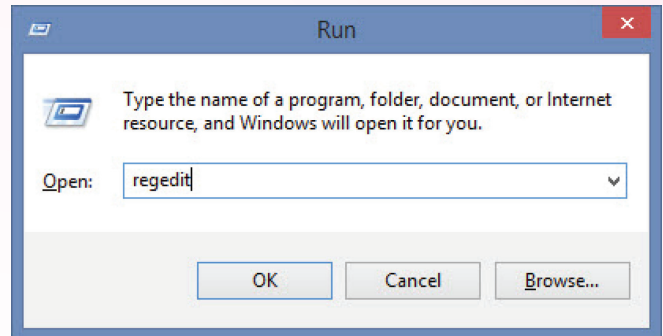 Run
Type the name of a program, folder, document, or Internet
resource, and Windows will open it for you.
Open: regedit
OK Cancel Browse...